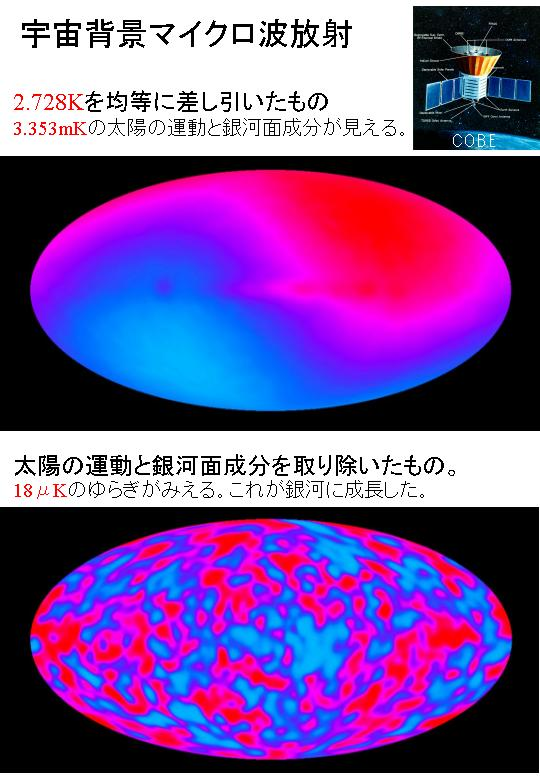 宇宙背景マイクロ波放射
2.728Kを均等に差し引いたもの
3.353mKの太陽の運動と銀河面成分が見える。
COBE
太陽の運動と銀河面成分を取り除いたもの。
18μKのゆらぎがみえる。これが銀河に成長した。